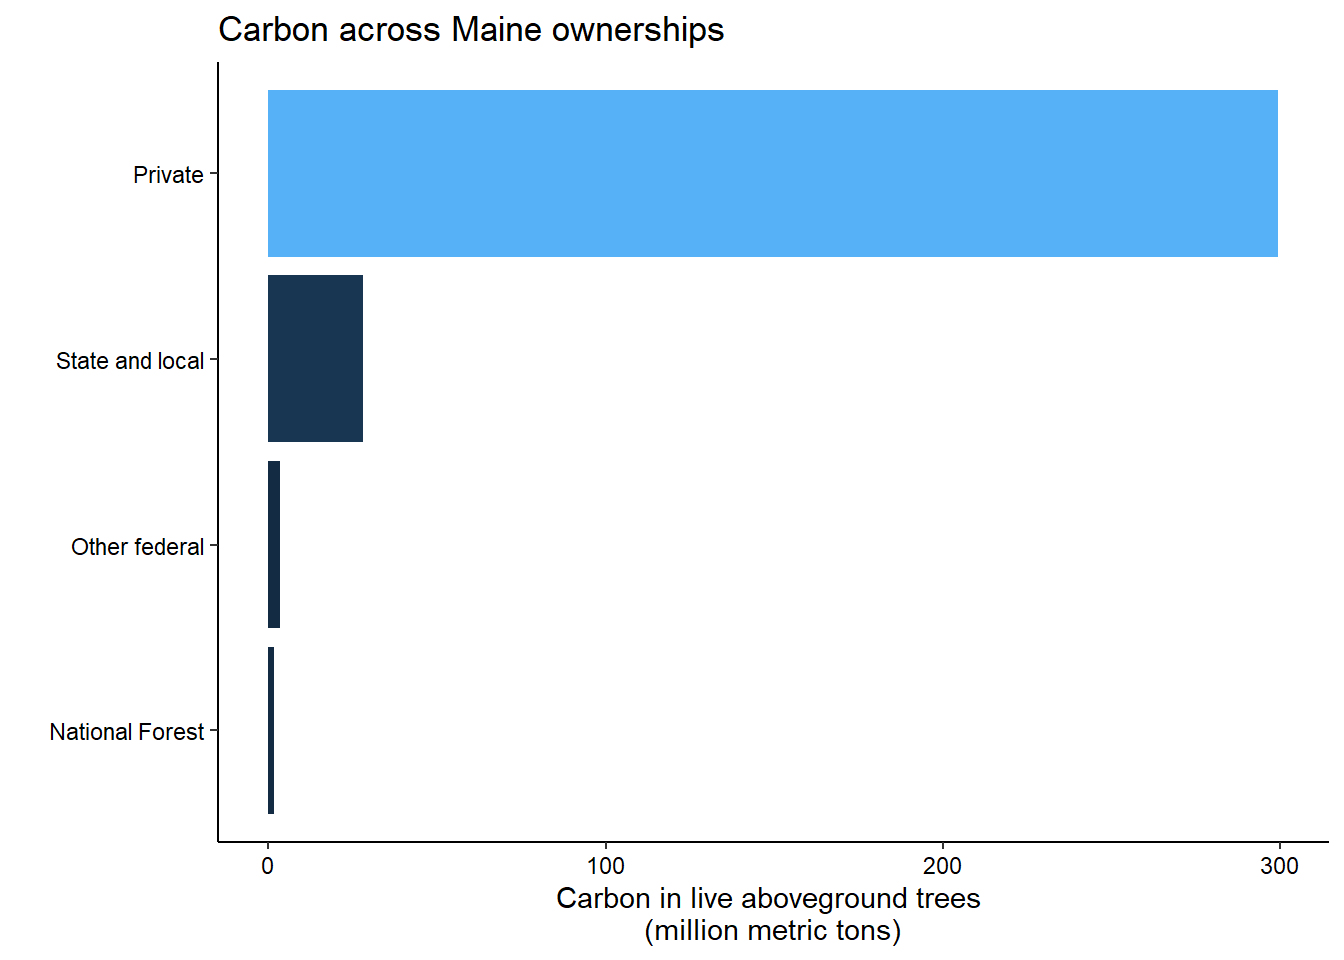 Carbon across Maine ownerships
Private
State and local
Other federal
National Forest
0 100 200 300
Carbon in live aboveground trees
(million metric tons)